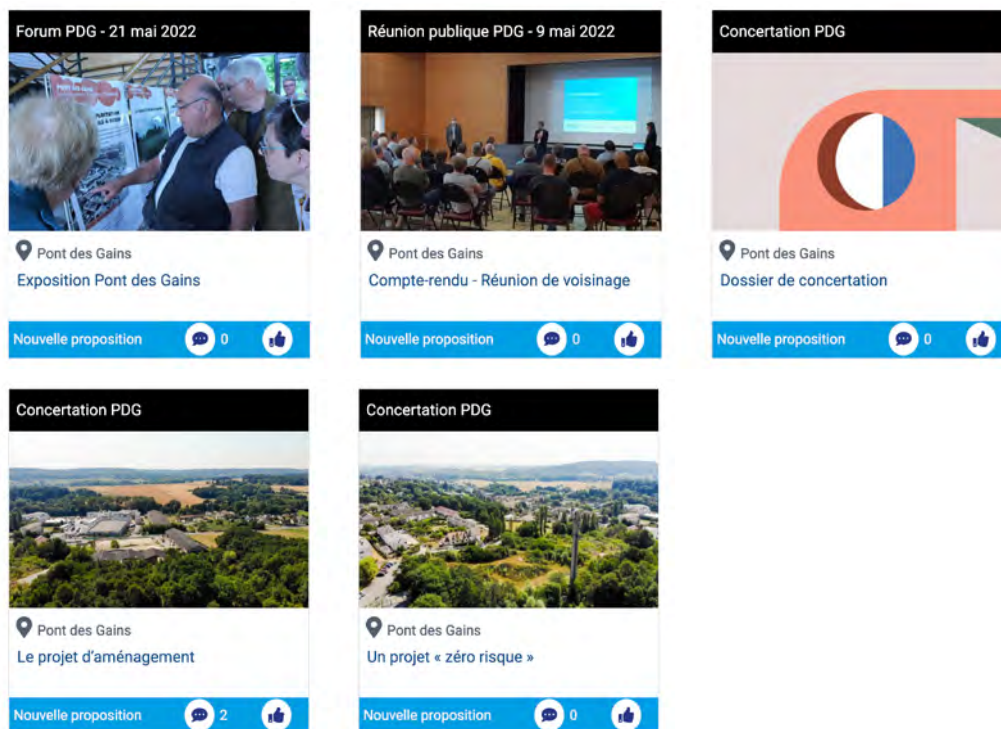 Forum PDG - 21 mai 2022
Pont des Gains
Exposition Pont des Gains
Nouvelle proposition 0
Réunion publique PDG - 9 mai 2022
Pont des Gains
Compte-rendu - Réunion de voisinage
Nouvelle proposition 0
Concertation PDG
Pont des Gains
Dossier de concertation
Nouvelle proposition 0
Concertation PDG
Pont des Gains
Le projet d'aménagement
Nouvelle proposition 2
Concertation PDG
Pont des Gains
Un projet « zéro risque »
Nouvelle proposition 0